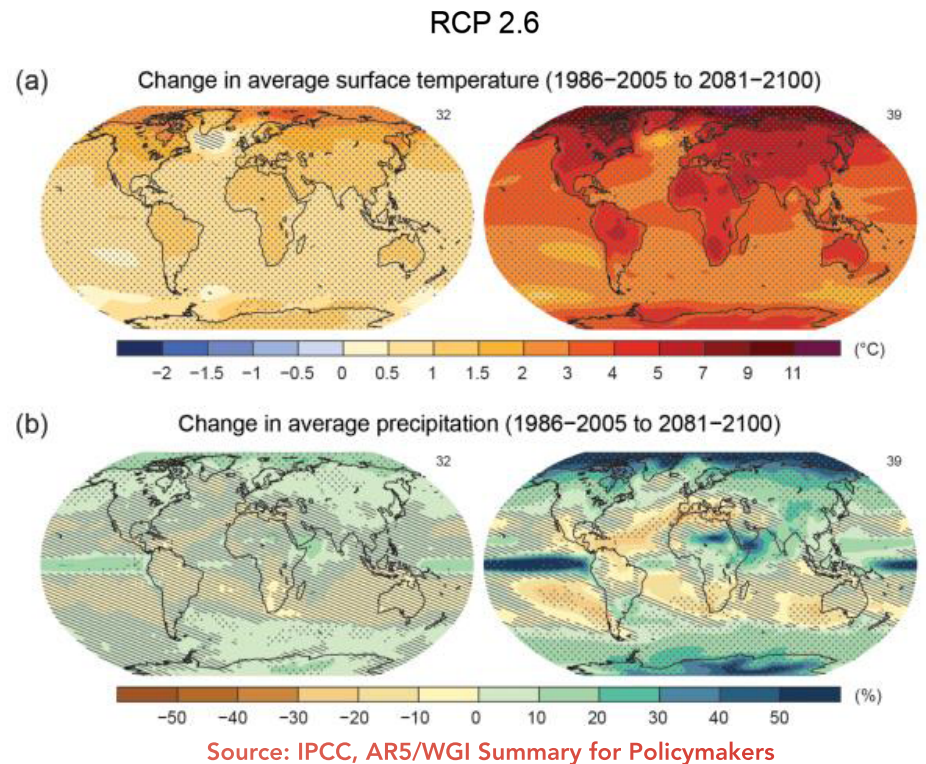 RCP 2.6
(a) Change in average surface temperature (1986−2005 to 2081−2100)
32 39
−2 −1.5 −1 −0.5 0 0.5 1 1.5 2 3 4 5 7 9 11 (°C)
(b) Change in average precipitation (1986−2005 to 2081−2100)
32 39
−50 −40 −30 −20 −10 0 10 20 30 40 50 (%)
Source: IPCC, AR5/WGI Summary for Policymakers